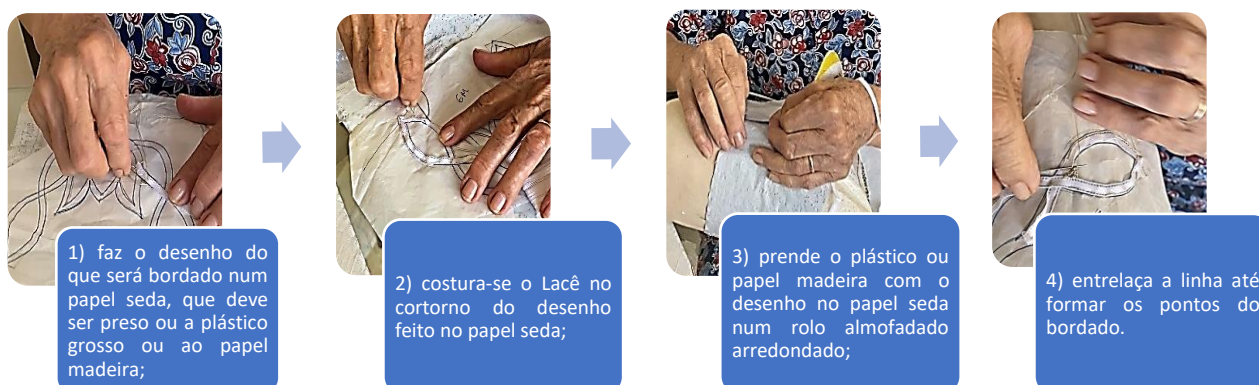 1) faz o desenho do
que será bordado num
papel seda, que deve
ser preso ou a plástico
grosso ou ao papel
madeira;
2) costura-se o Lacê no
cortorno do desenho
feito no papel seda;
3) prende o plástico ou
papel madeira com o
desenho no papel seda
num rolo almofadado
arredondado;
4) entrelaça a linha até
formar os pontos do
bordado.